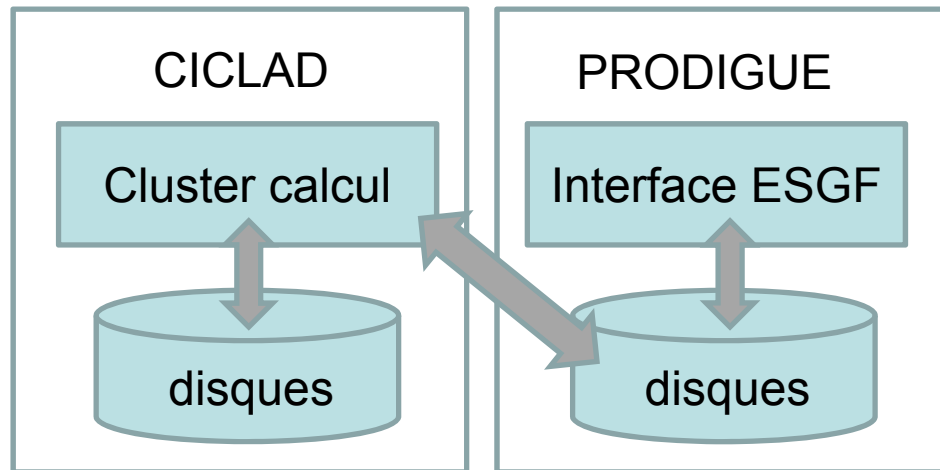 CICLAD
Cluster calcul
disques
PRODIGUE
Interface ESGF
disques